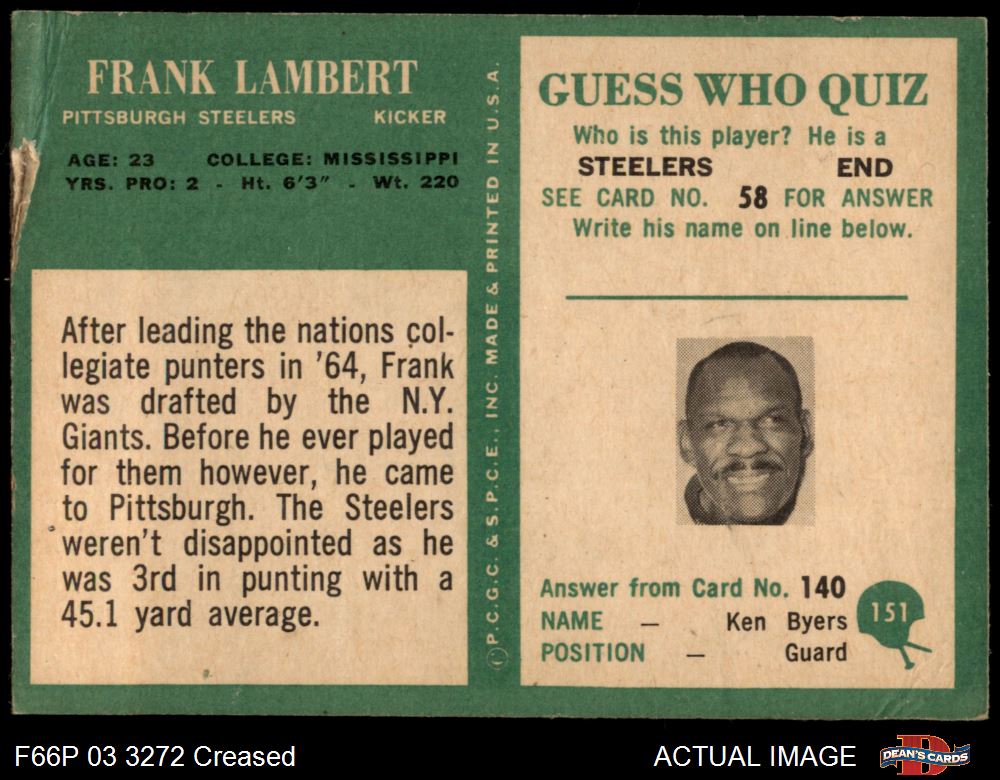 FRANK LAMBERT
PITTSBURGH STEELERS KICKER
AGE: 23 COLLEGE: MISSISSIPPI
YRS. PRO: 2 - Ht. 6'3" - Wt. 220
After leading the nations col-
legiate punters in '64, Frank
was drafted by the N.Y.
Giants. Before he ever played
for them however, he came
to Pittsburgh. The Steelers
weren't disappointed as he
was 3rd in punting with a
45.1 yard average.
©P.C.G.C. & S.P.C.E., INC. MADE & PRINTED IN U.S.A.
GUESS WHO QUIZ
Who is this player? He is a
STEELERS END
SEE CARD NO. 58 FOR ANSWER
Write his name on line below.
Answer from Card No. 140
NAME — Ken Byers
POSITION — Guard
151
F66P 03 3272 Creased
ACTUAL IMAGE
D
DEAN'S CARDS